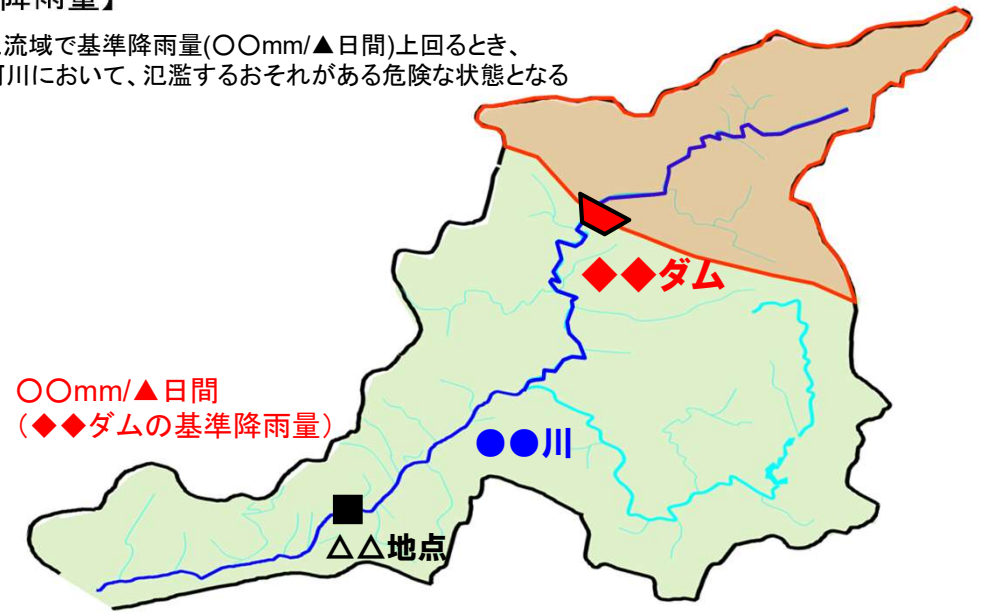 降雨量】
流域で基準降雨量(〇〇mm/▲日間)上回るとき、
河川において、氾濫するおそれがある危険な状態となる
◆◆ダム
〇〇mm/▲日間
(◆◆ダムの基準降雨量)
●●川
△△地点